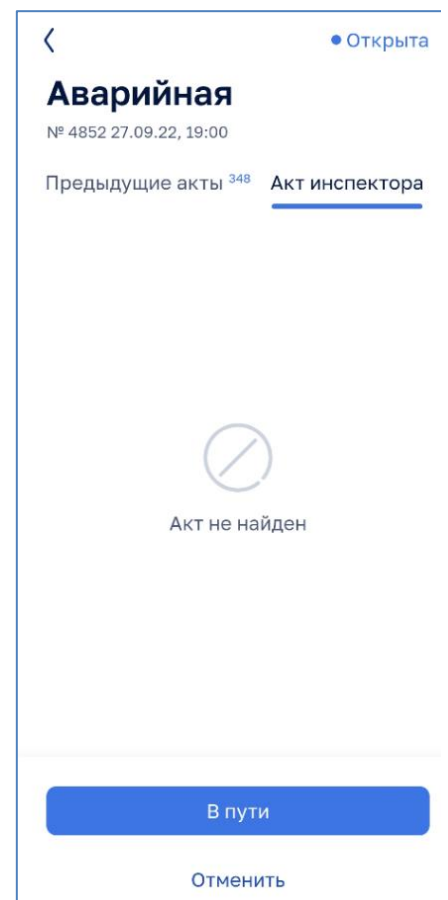 Открыта
Аварийная
№ 4852 27.09.22, 19:00
Предыдущие акты 348 Акт инспектора
Акт не найден
В пути
Отменить